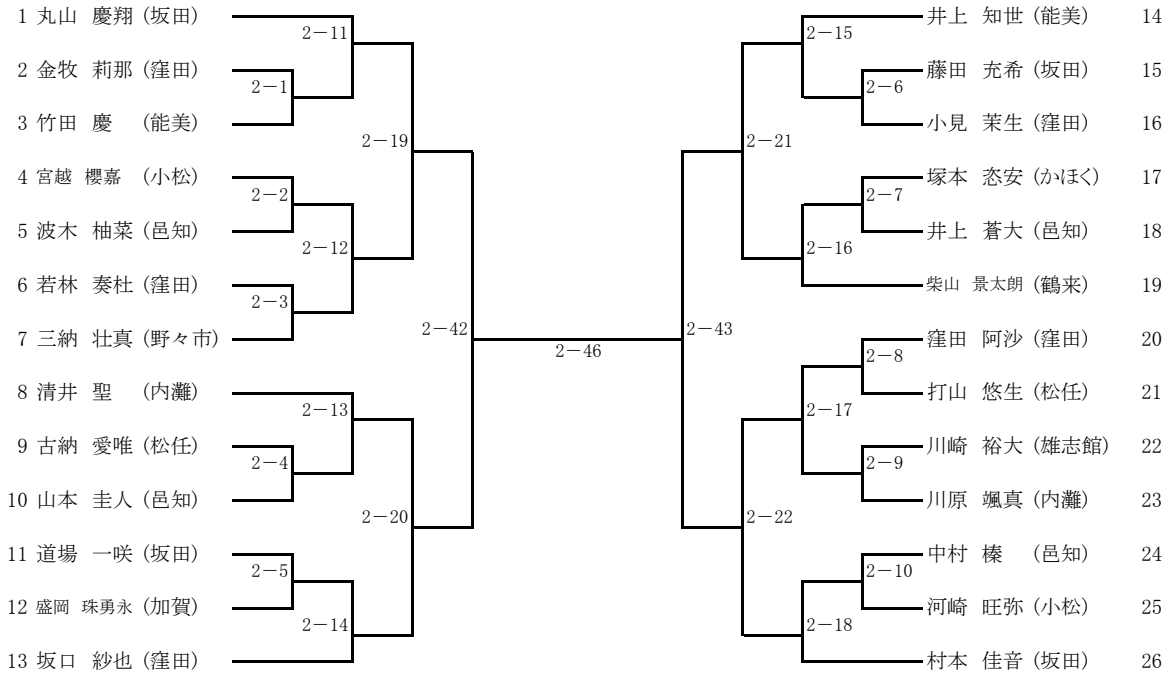 1 丸山 慶翔 (坂田)
2 金牧 莉那 (窪田)
3 竹田 慶 (能美)
4 宮越 櫻嘉 (小松)
5 波木 柚菜 (邑知)
6 若林 奏杜 (窪田)
7 三納 壮真 (野々市)
8 清井 聖 (内灘)
9 古納 愛唯 (松任)
10 山本 圭人 (邑知)
11 道場 一咲 (坂田)
12 盛岡 珠勇永 (加賀)
13 坂口 紗也 (窪田)
2-11
2-1
2-19
2-2
2-12
2-3
2-42
2-13
2-4
2-20
2-5
2-14
2-46
2-15
2-6
2-21
2-7
2-16
2-43
2-8
2-17
2-9
2-22
2-10
2-18
井上 知世 (能美) 14
藤田 充希 (坂田) 15
小見 茉生 (窪田) 16
塚本 恣安 (かほく) 17
井上 蒼大 (邑知) 18
柴山 景太朗 (鶴来) 19
窪田 阿沙 (窪田) 20
打山 悠生 (松任) 21
川崎 裕大 (雄志館) 22
川原 颯真 (内灘) 23
中村 榛 (邑知) 24
河崎 旺弥 (小松) 25
村本 佳音 (坂田) 26